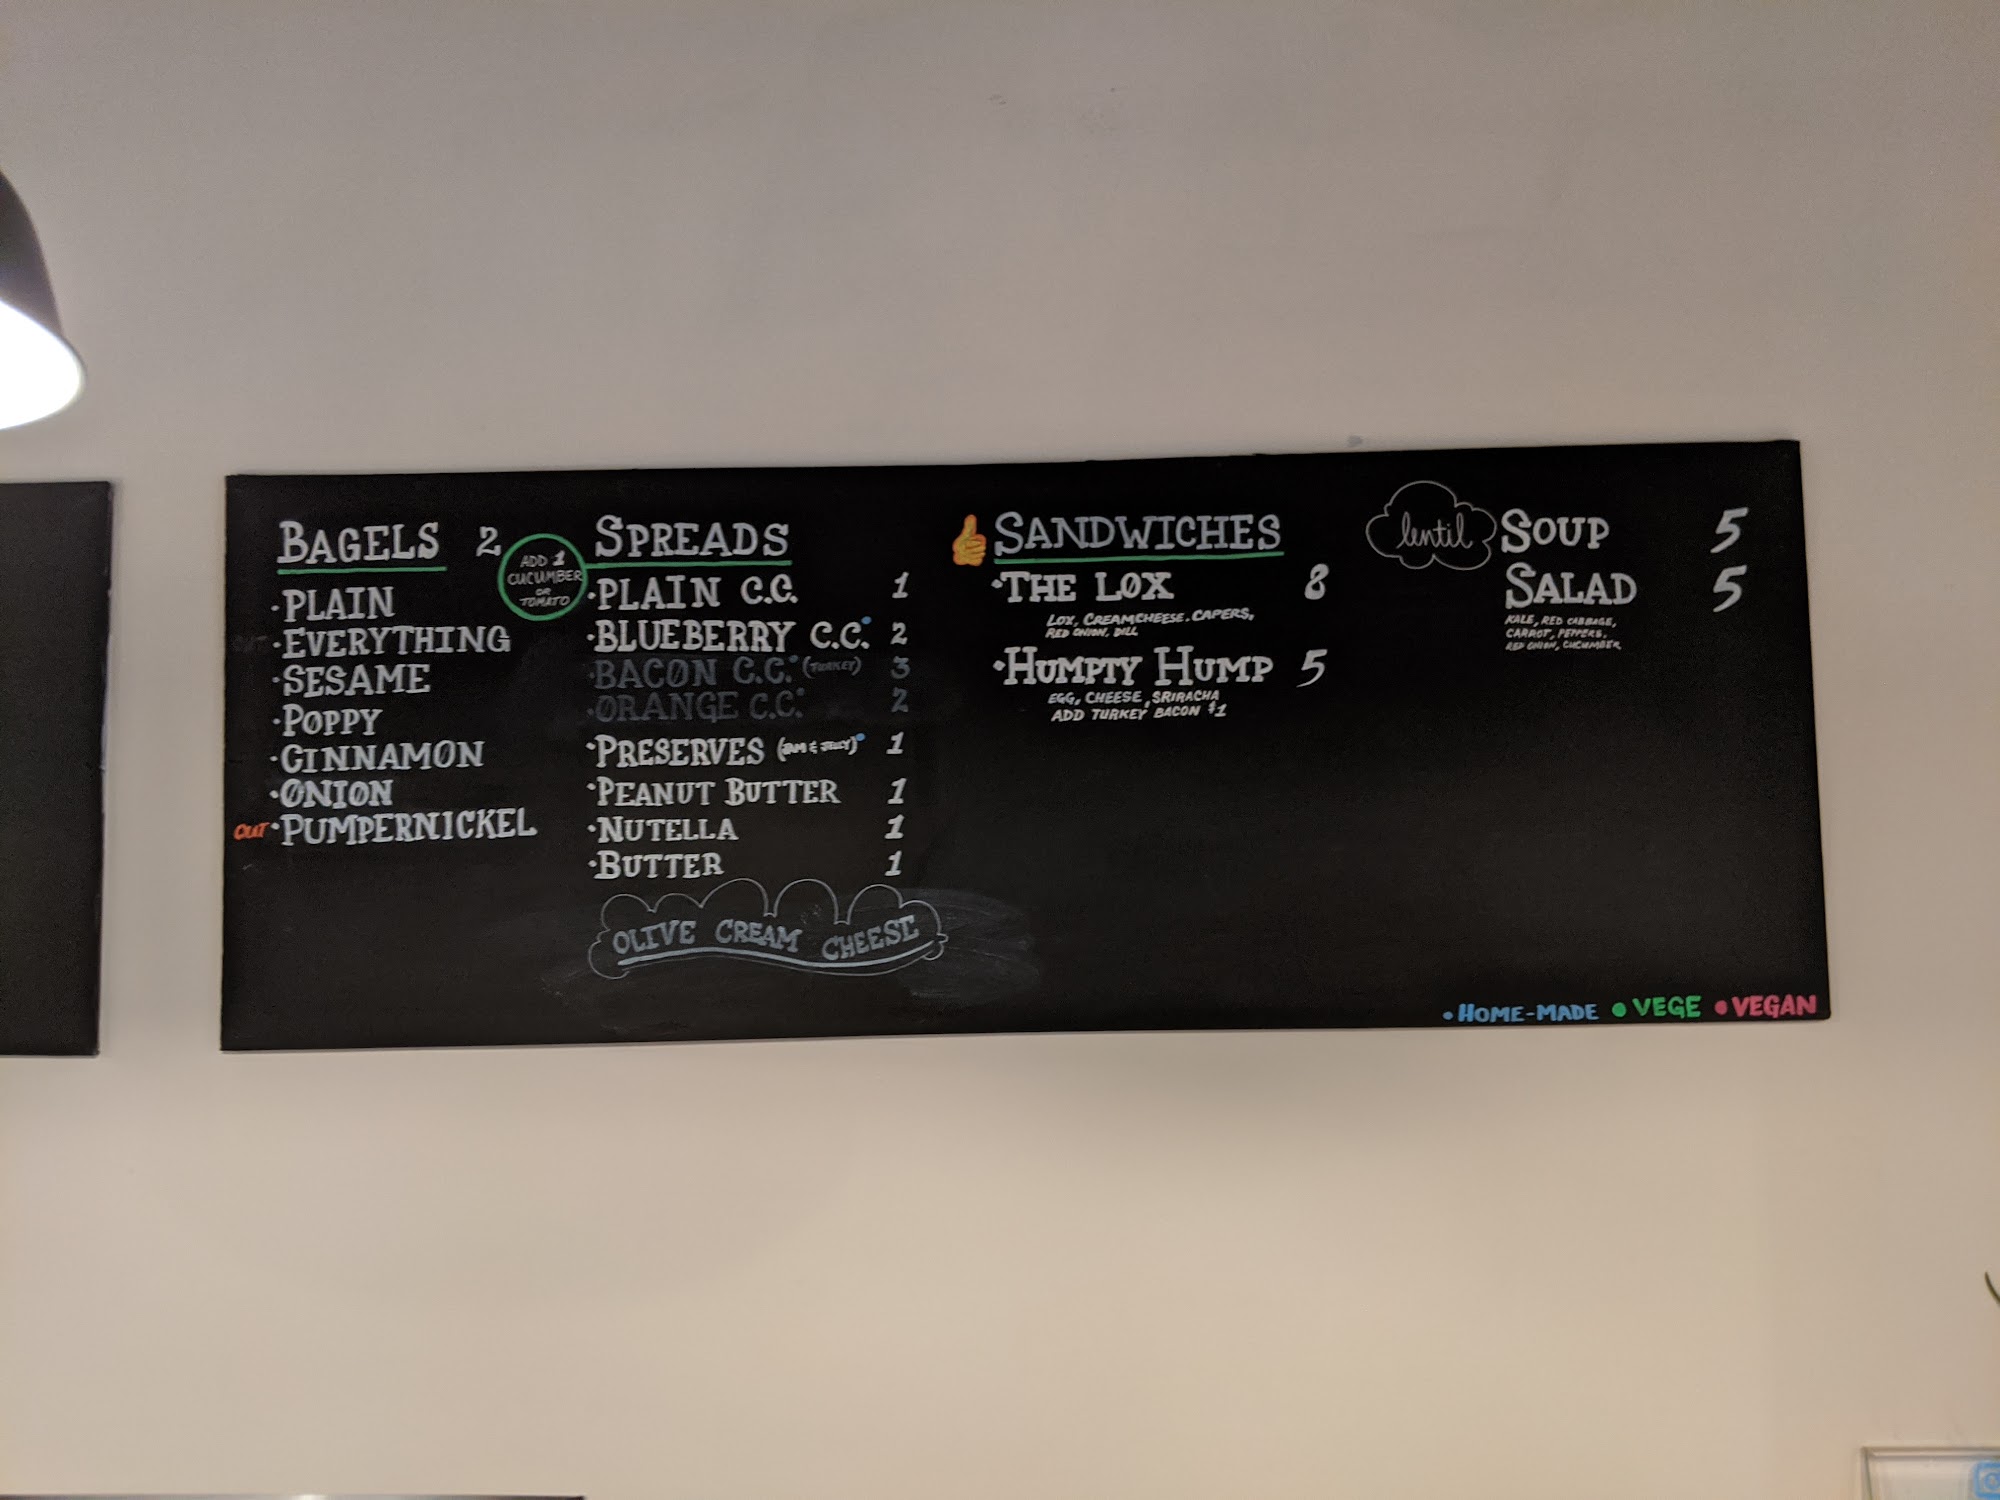 BAGELS 2
ADD 1
CUCUMBER
OR
TOMATO
·PLAIN
·EVERYTHING
·SESAME
·POPPY
·CINNAMON
·ONION
OUT ·PUMPERNICKEL
SPREADS
·PLAIN C.C. 1
·BLUEBERRY C.C.• 2
·BACON C.C.• (TURKEY) 3
·ORANGE C.C.• 2
·PRESERVES (JAM & JELLY)• 1
·PEANUT BUTTER 1
·NUTELLA 1
·BUTTER 1
OLIVE CREAM CHEESE
👍SANDWICHES
·THE LOX 8
LOX, CREAMCHEESE, CAPERS,
RED ONION, DILL
·HUMPTY HUMP 5
EGG, CHEESE, SRIRACHA
ADD TURKEY BACON $1
lentil SOUP 5
SALAD 5
KALE, RED CABBAGE,
CARROT, PEPPERS,
RED ONION, CUCUMBER
•HOME-MADE •VEGE •VEGAN